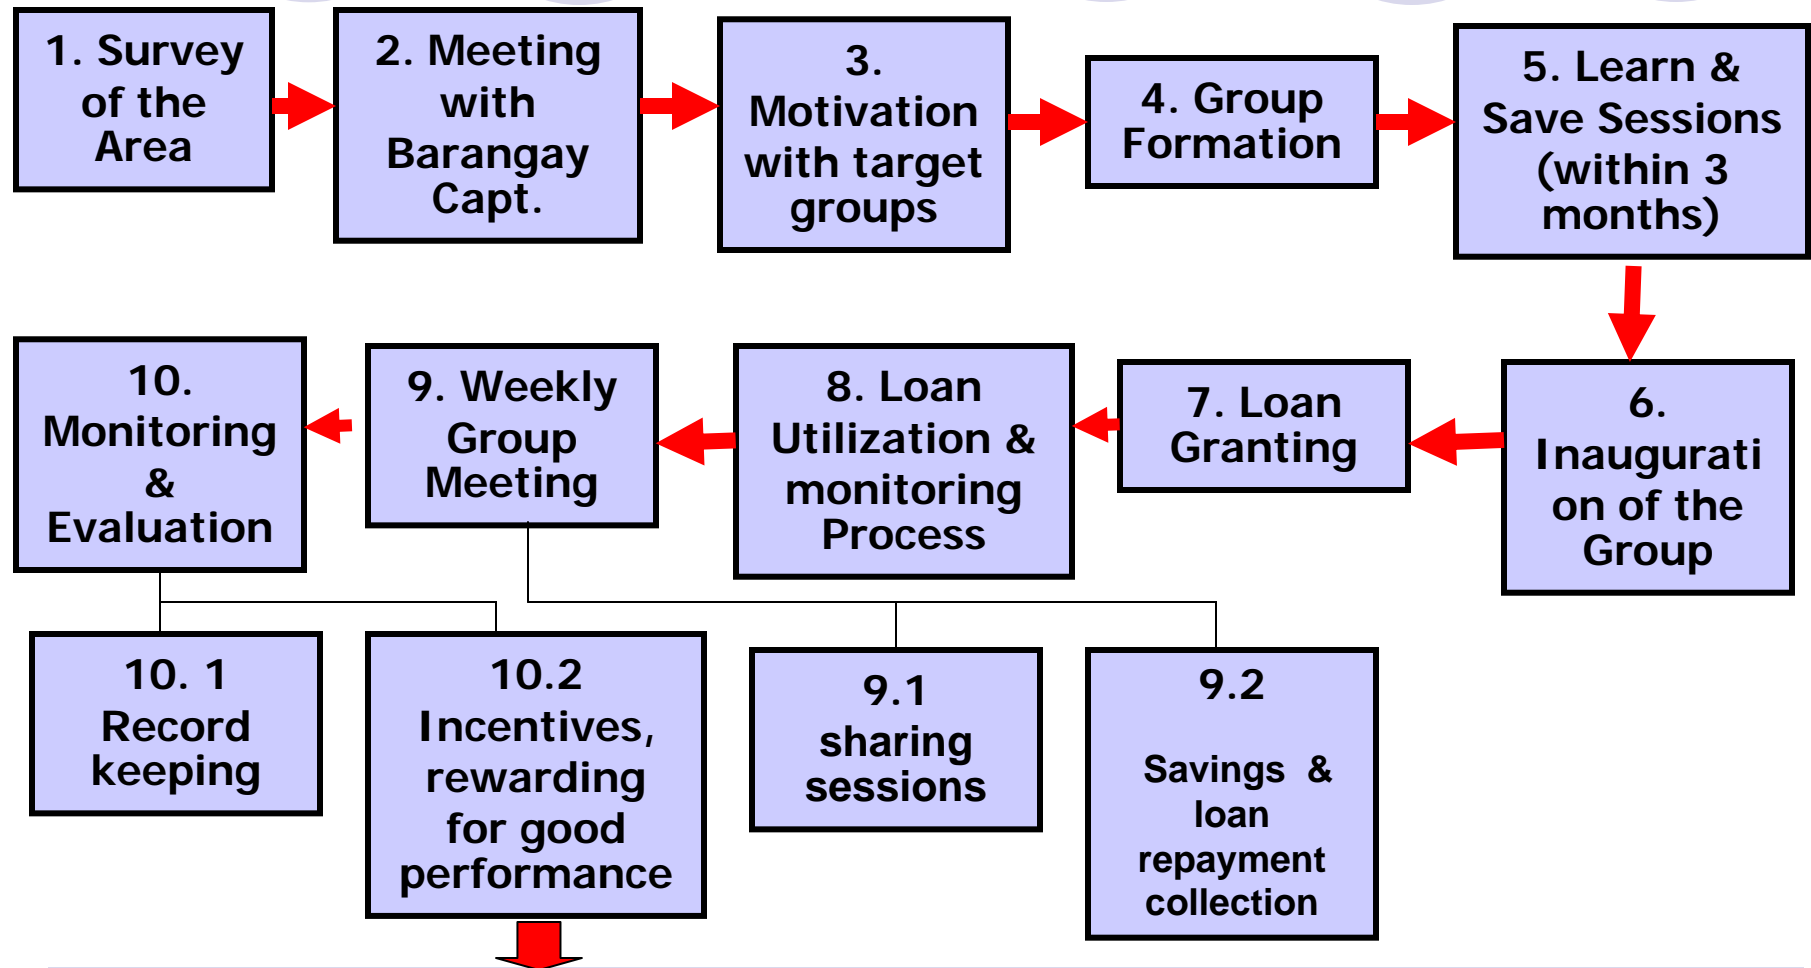 1. Survey
of the
Area
2. Meeting
with
Barangay
Capt.
3.
Motivation
with target
groups
4. Group
Formation
5. Learn &
Save Sessions
(within 3
months)
6.
Inaugurati
on of the
Group
7. Loan
Granting
8. Loan
Utilization &
monitoring
Process
9. Weekly
Group
Meeting
10.
Monitoring
&
Evaluation
10. 1
Record
keeping
10.2
Incentives,
rewarding
for good
performance
9.1
sharing
sessions
9.2
Savings & 
loan
repayment
collection